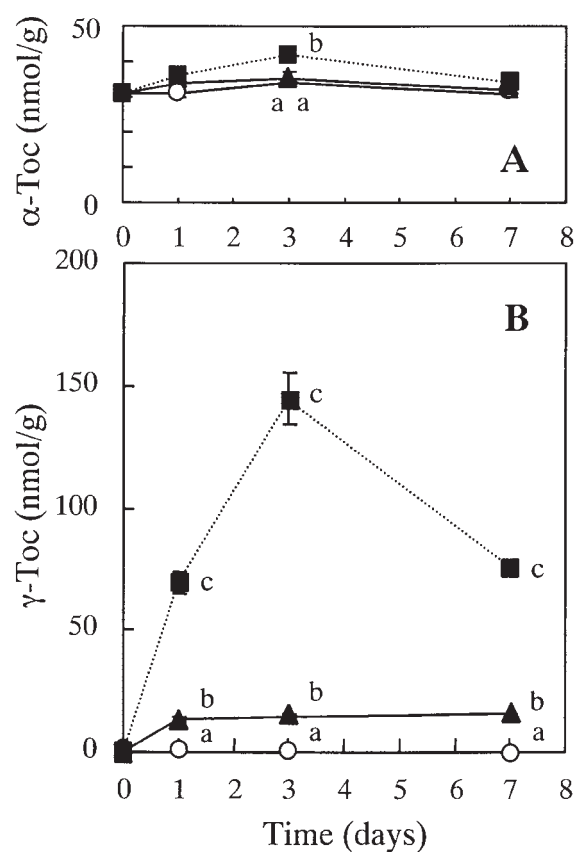 50
α-Toc (nmol/g)
b
a a
A
0
0 1 2 3 4 5 6 7 8
200
B
150
γ-Toc (nmol/g)
c
100
c
c
50
b b b
a a a
0
0 1 2 3 4 5 6 7 8
Time (days)